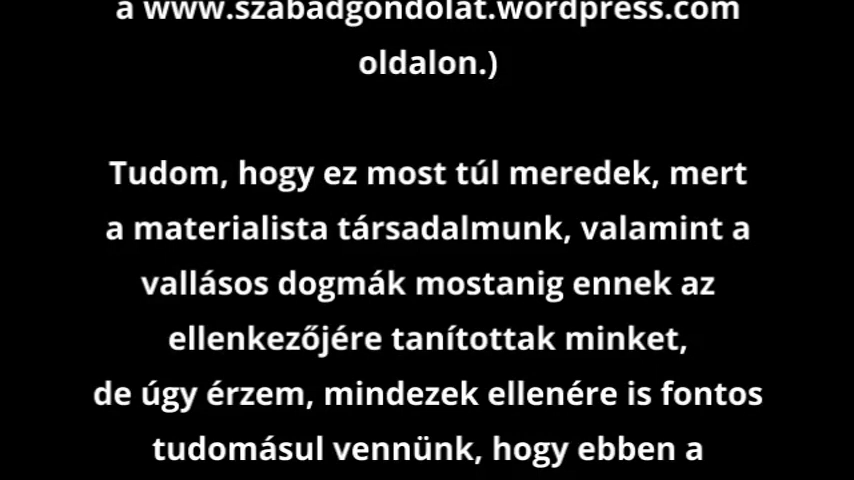 a www.szabadgondolat.wordpress.com
oldalon.)
Tudom, hogy ez most túl meredek, mert
a materialista társadalmunk, valamint a
vallásos dogmák mostanig ennek az
ellenkezőjére tanítottak minket,
de úgy érzem, mindezek ellenére is fontos
tudomásul vennünk, hogy ebben a